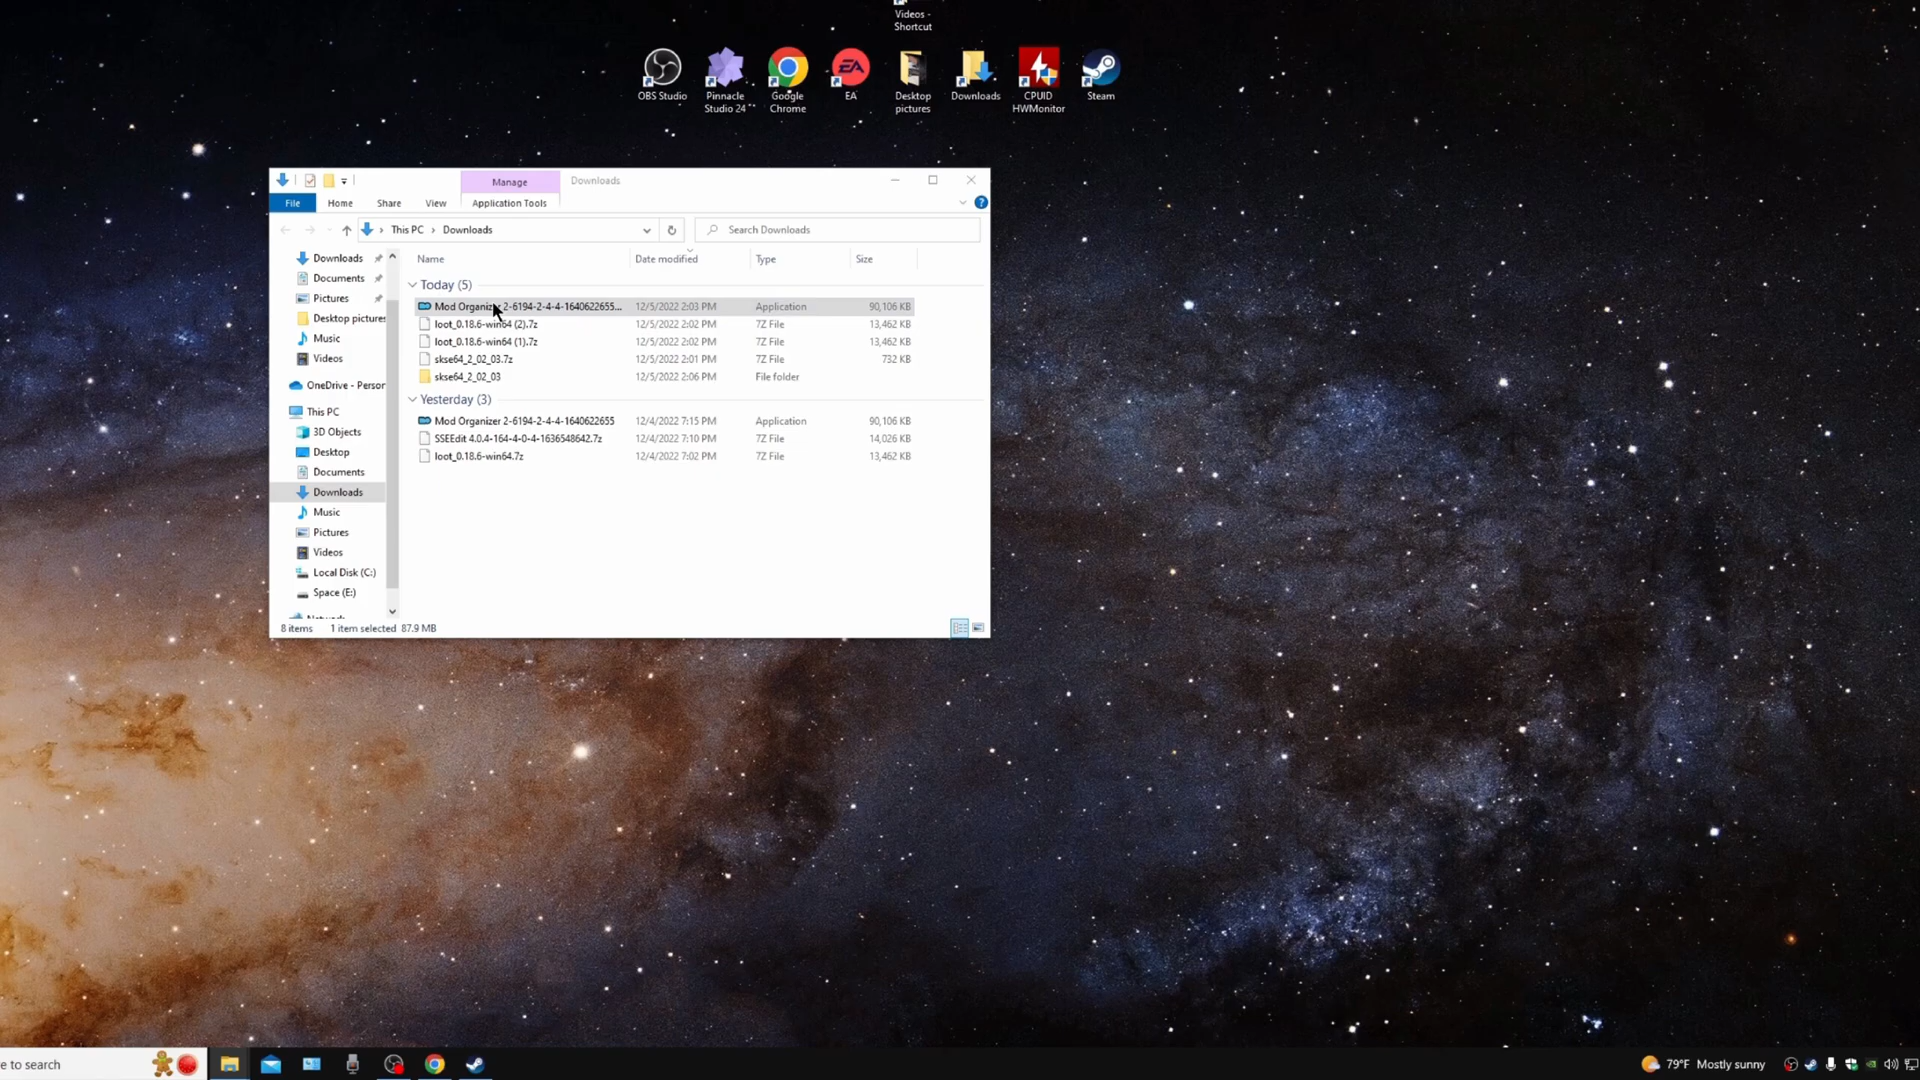 Videos -
Shortcut
OBS Studio
Pinnacle
Studio 24
Google
Chrome
EA
EA
Desktop
pictures
Downloads
CPUID
HWMonitor
Steam
Manage
Downloads
File
Home
Share
View
Application Tools
This PC
Downloads
Search Downloads
Downloads
Documents
Pictures
Desktop pictures
Music
Videos
OneDrive - Person
This PC
3D Objects
Desktop
Documents
Downloads
Music
Pictures
Videos
Local Disk (C:)
Space (E:)
Name Date modified Type Size
Today (5)
Mod Organizer 2-6194-2-4-4-1640622655... 12/5/2022 2:03 PM Application 90,106 KB
loot_0.18.6-win64 (2).7z 12/5/2022 2:02 PM 7Z File 13,462 KB
loot_0.18.6-win64 (1).7z 12/5/2022 2:02 PM 7Z File 13,462 KB
skse64_2_02_03.7z 12/5/2022 2:01 PM 7Z File 732 KB
skse64_2_02_03 12/5/2022 2:06 PM File folder
Yesterday (3)
Mod Organizer 2-6194-2-4-4-1640622655 12/4/2022 7:15 PM Application 90,106 KB
SSEEdit 4.0.4-164-4-0-4-1636548642.7z 12/4/2022 7:10 PM 7Z File 14,026 KB
loot_0.18.6-win64.7z 12/4/2022 7:02 PM 7Z File 13,462 KB
8 items 1 item selected 87.9 MB
e to search
79°F Mostly sunny